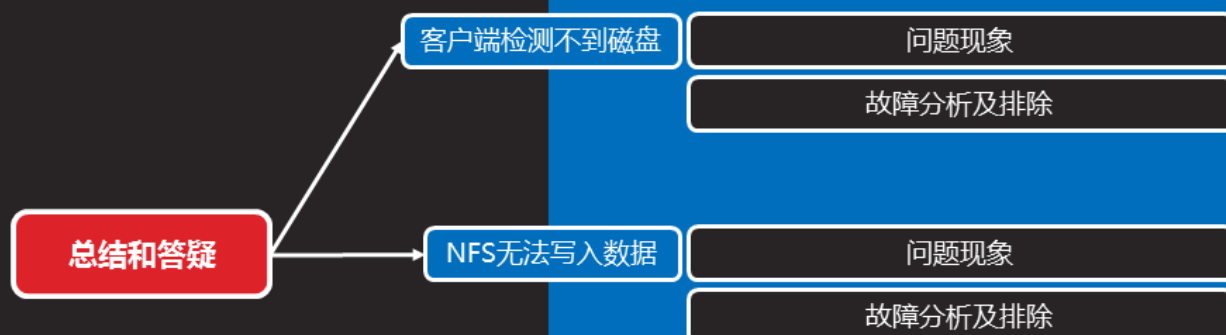 客户端检测不到磁盘
问题现象
故障分析及排除
总结和答疑
NFS无法写入数据
问题现象
故障分析及排除